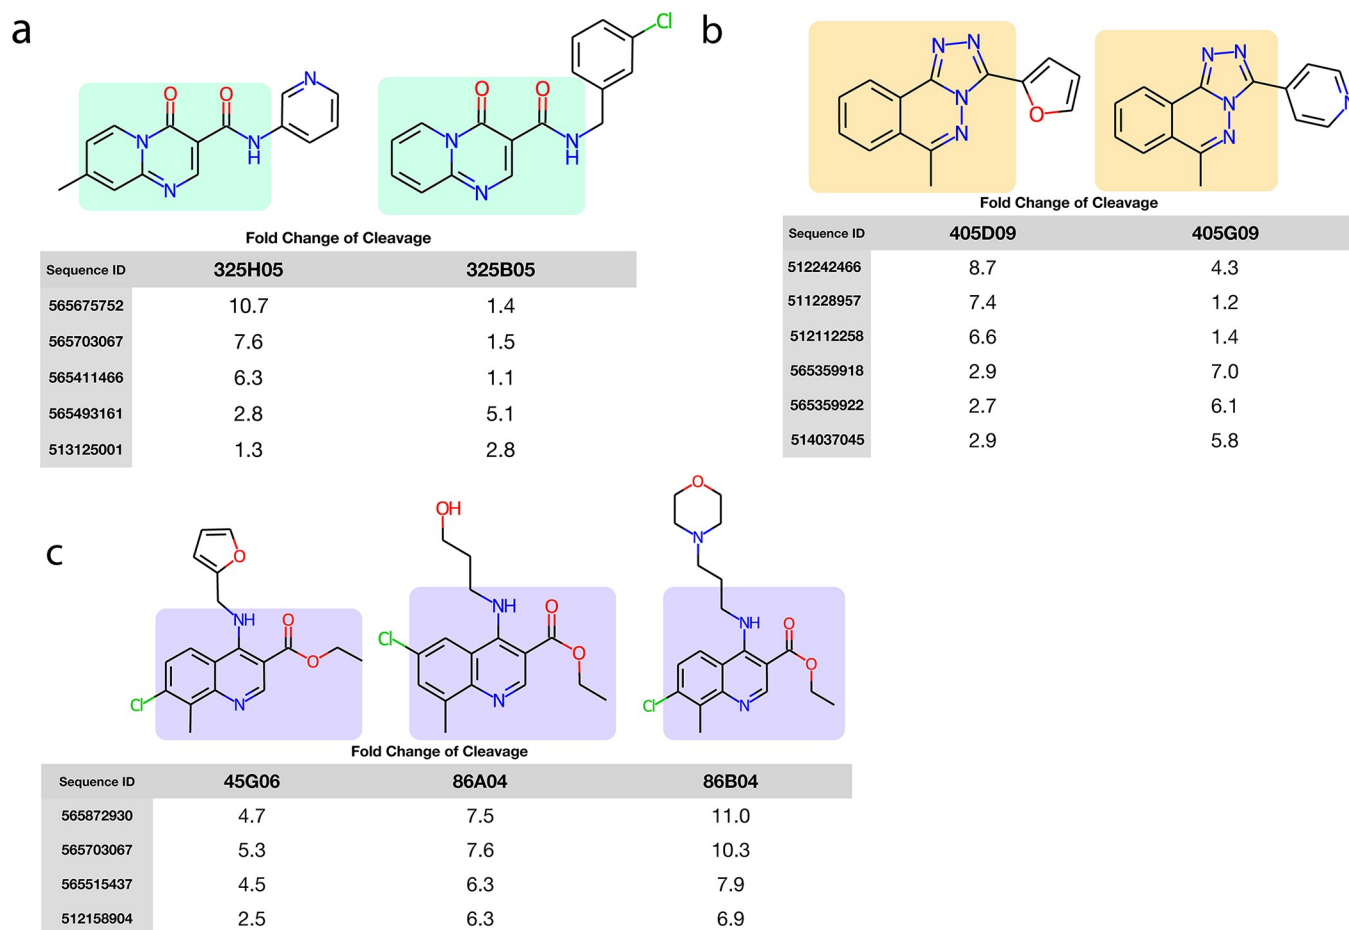 a
Cl
O O N
N NH
N
O O
N NH
N
Fold Change of Cleavage
Sequence ID 325H05 325B05
565675752 10.7 1.4
565703067 7.6 1.5
565411466 6.3 1.1
565493161 2.8 5.1
513125001 1.3 2.8
b
N N
N
N
O
N N
N
N
N
Fold Change of Cleavage
Sequence ID 405D09 405G09
512242466 8.7 4.3
511228957 7.4 1.2
512112258 6.6 1.4
565359918 2.9 7.0
565359922 2.7 6.1
514037045 2.9 5.8
c
O
NH O
O
Cl N
OH
NH O
Cl O
N
O
N
NH O
O
Cl N
Fold Change of Cleavage
Sequence ID 45G06 86A04 86B04
565872930 4.7 7.5 11.0
565703067 5.3 7.6 10.3
565515437 4.5 6.3 7.9
512158904 2.5 6.3 6.9